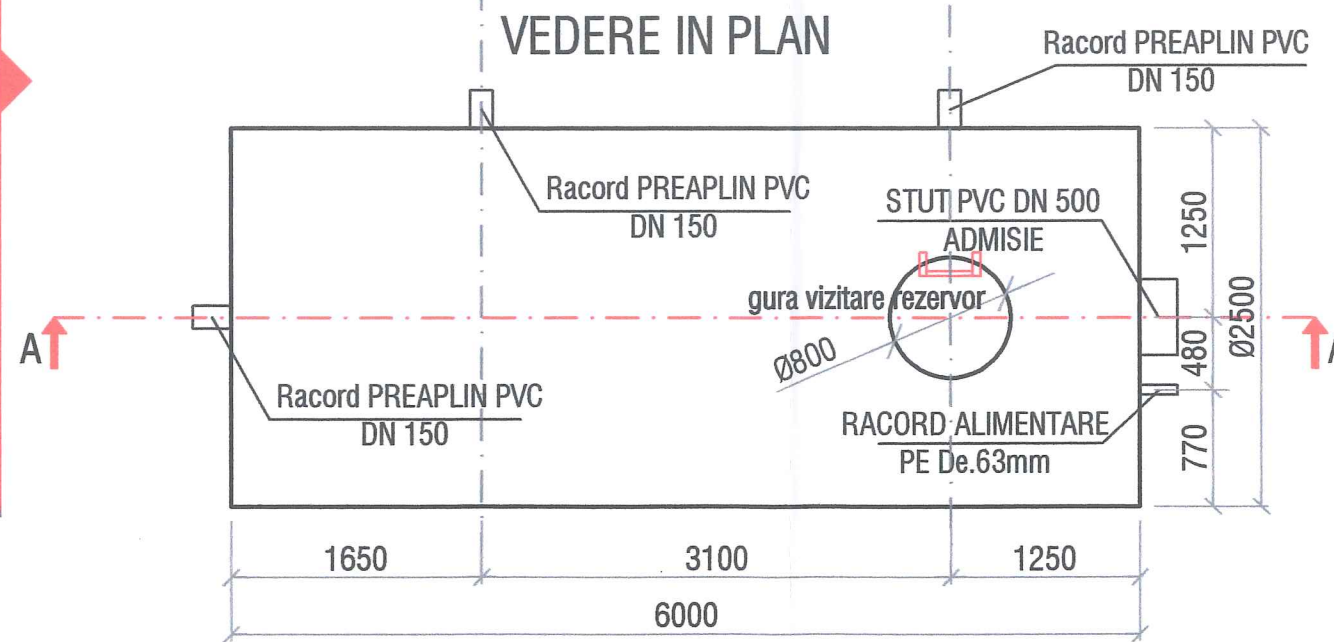 VEDERE IN PLAN
Racord PREAPLIN PVC
DN 150
Racord PREAPLIN PVC
DN 150
STUT PVC DN 500
ADMISIE
1250
gura vizitare rezervor
Ø2500
A
A
Ø800
480
Racord PREAPLIN PVC
DN 150
RACORD ALIMENTARE
PE De.63mm
770
1650
3100
1250
6000